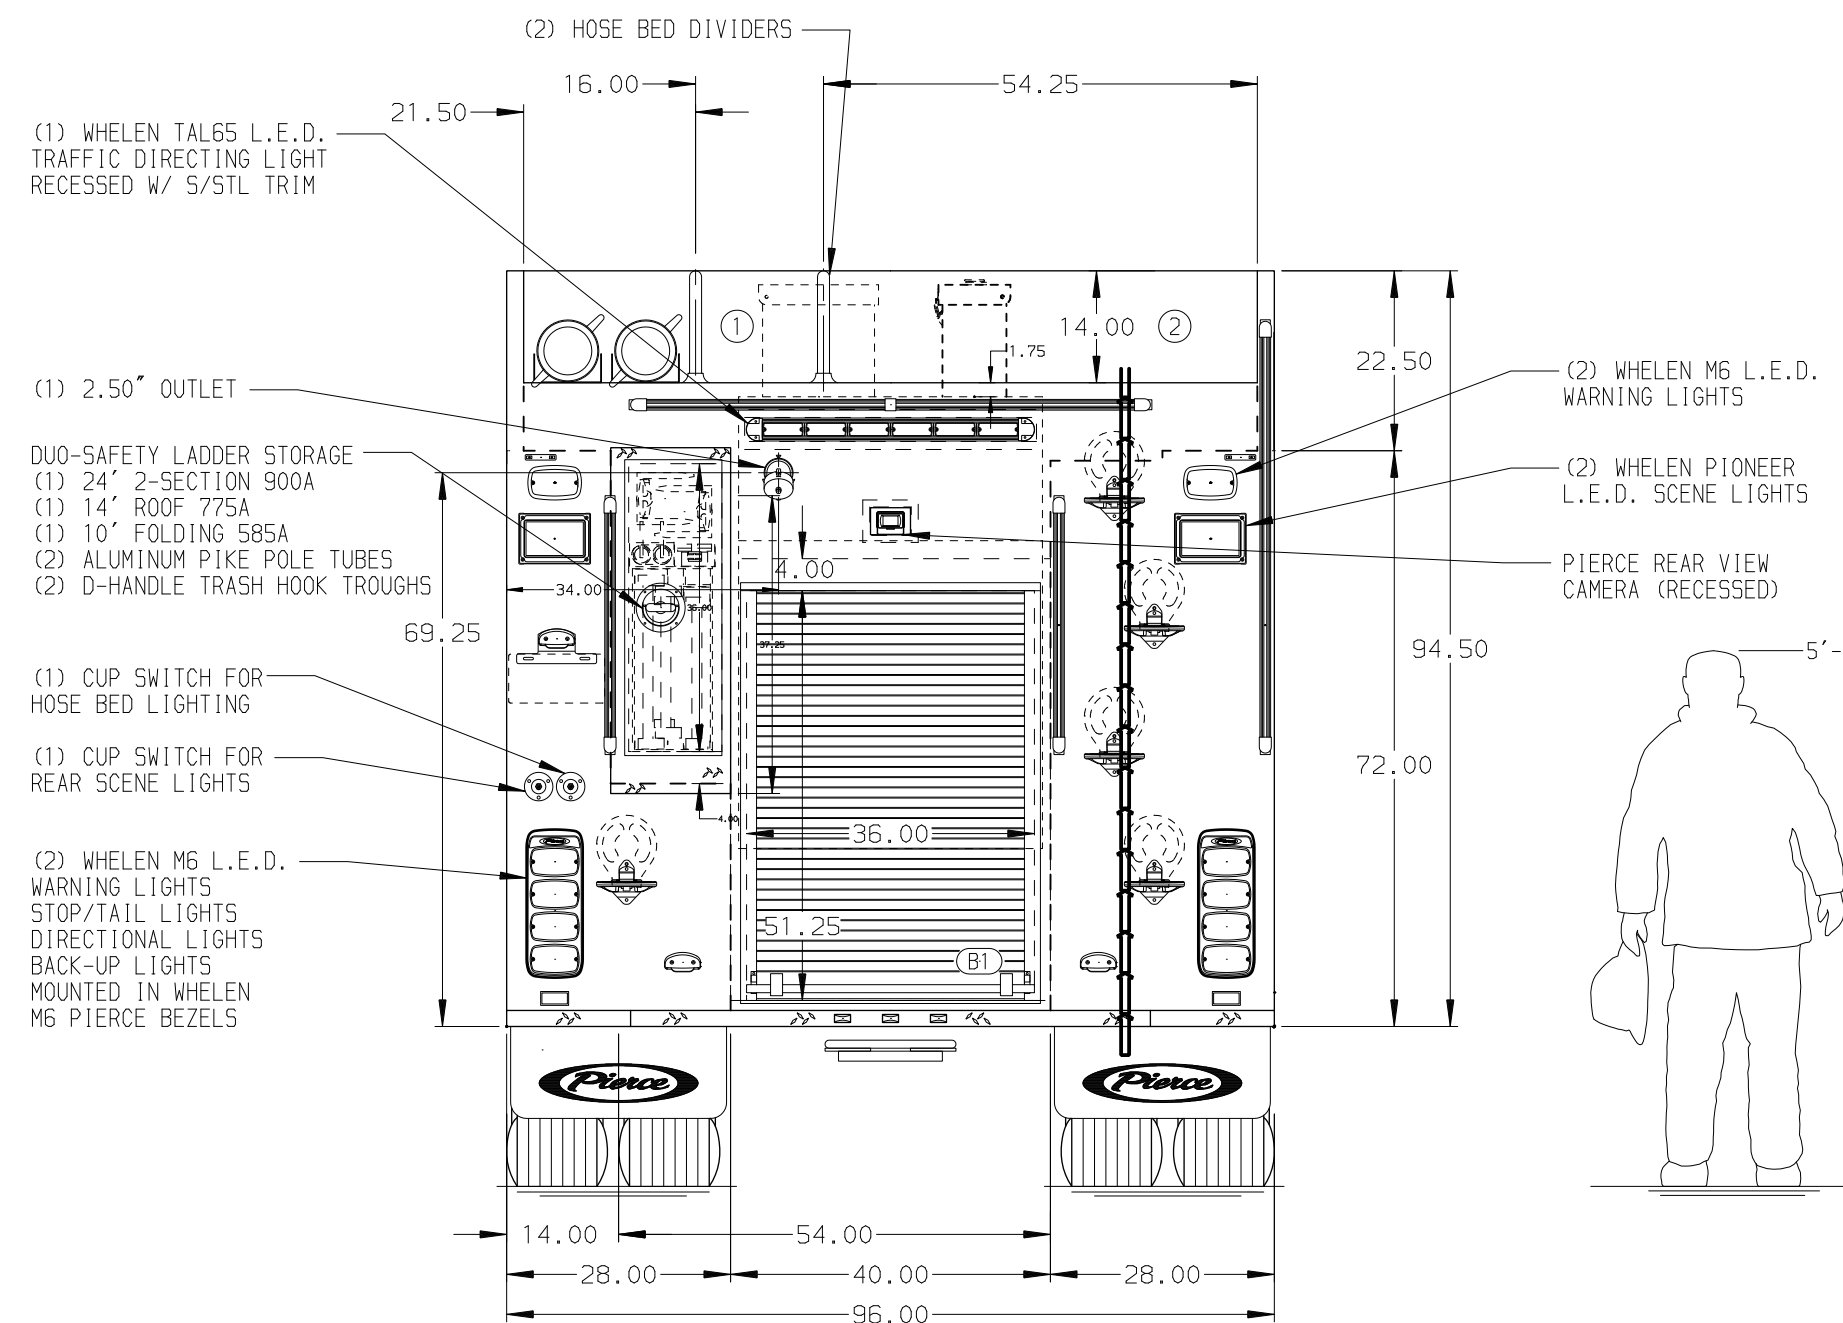 (2) HOSE BED DIVIDERS
16.00
54.25
21.50
(1) WHELEN TAL65 L.E.D.
TRAFFIC DIRECTING LIGHT
RECESSED W/ S/STL TRIM
1
14.00
2
1.75
22.50
(1) 2.50" OUTLET
(2) WHELEN M6 L.E.D.
WARNING LIGHTS
DUO-SAFETY LADDER STORAGE
(1) 24' 2-SECTION 900A
(1) 14' ROOF 775A
(1) 10' FOLDING 585A
(2) ALUMINUM PIKE POLE TUBES
(2) D-HANDLE TRASH HOOK TROUGHS
(2) WHELEN PIONEER
L.E.D. SCENE LIGHTS
PIERCE REAR VIEW
CAMERA (RECESSED)
4.00
34.00
36.00
69.25
37.25
94.50
5'-
(1) CUP SWITCH FOR
HOSE BED LIGHTING
(1) CUP SWITCH FOR
REAR SCENE LIGHTS
72.00
4.00
36.00
(2) WHELEN M6 L.E.D.
WARNING LIGHTS
STOP/TAIL LIGHTS
DIRECTIONAL LIGHTS
BACK-UP LIGHTS
MOUNTED IN WHELEN
M6 PIERCE BEZELS
51.25
B1
Pierce
Pierce
14.00
54.00
28.00
40.00
28.00
96.00